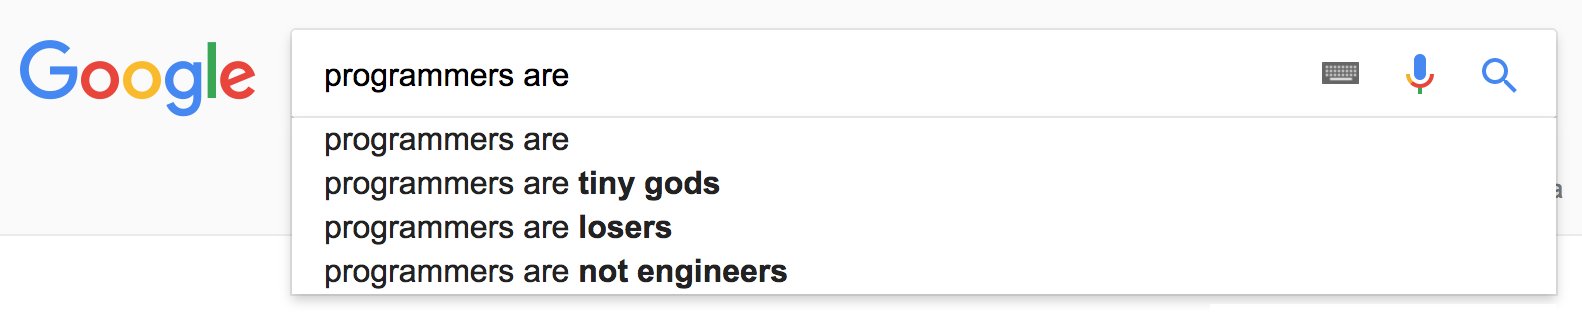 Google
programmers are
programmers are
programmers are tiny gods
programmers are losers
programmers are not engineers